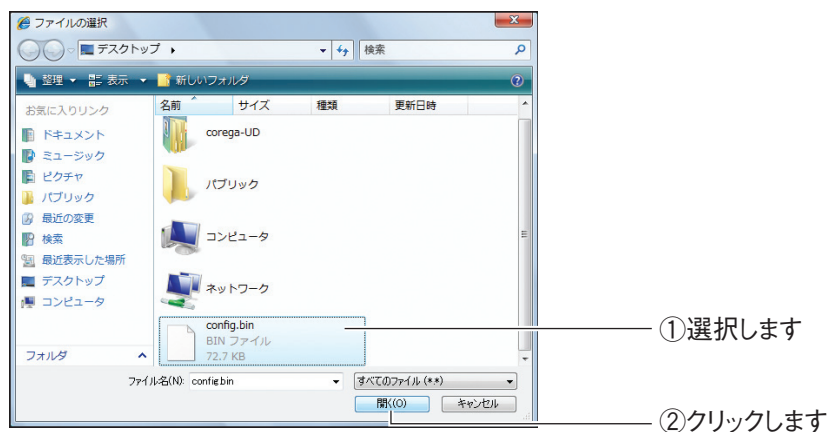 ファイルの選択
デスクトップ
検索
整理 表示 新しいフォルダ
お気に入りリンク
ドキュメント
ミュージック
ピクチャ
パブリック
最近の変更
検索
最近表示した場所
デスクトップ
コンピュータ
フォルダ
名前 サイズ 種類 更新日時
corega-UD
パブリック
コンピュータ
ネットワーク
config.bin
BIN ファイル
72.7 KB
①選択します
ファイル名(N): config.bin
すべてのファイル (*.*)
開く(O) キャンセル
②クリックします